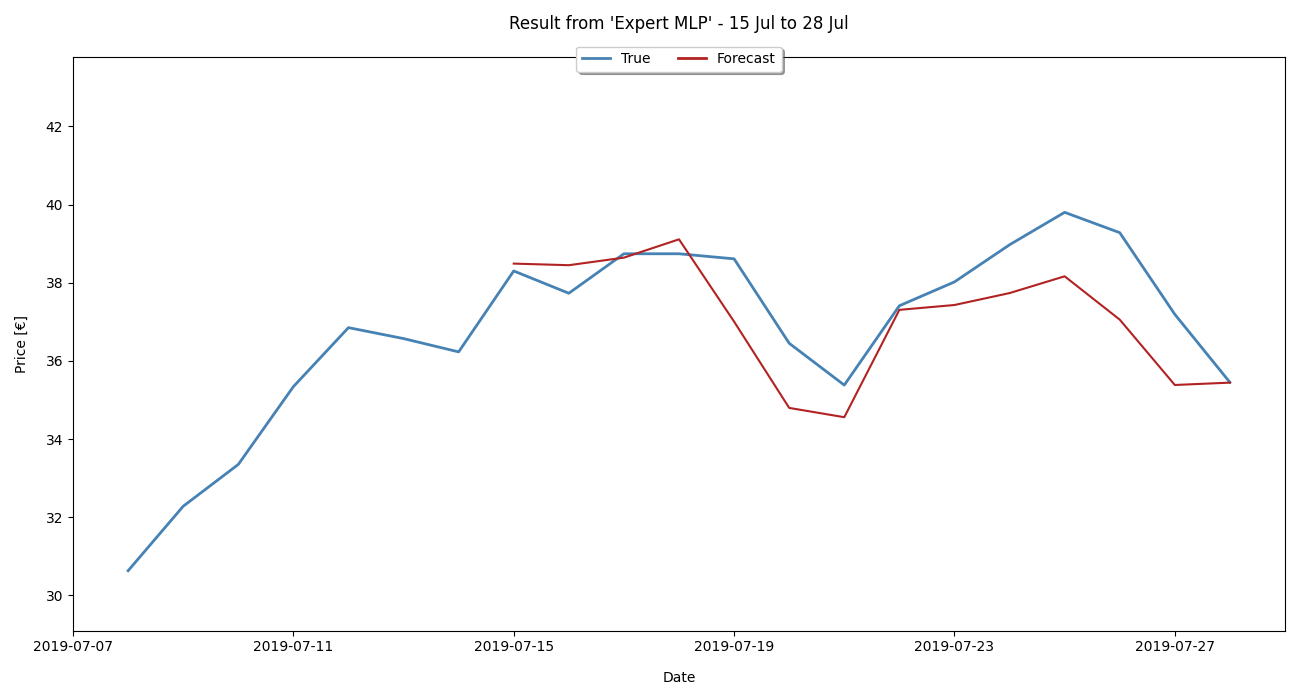 Result from 'Expert MLP' - 15 Jul to 28 Jul
True Forecast
42
40
38
36
34
32
30
Price [€]
2019-07-07 2019-07-11 2019-07-15 2019-07-19 2019-07-23 2019-07-27
Date